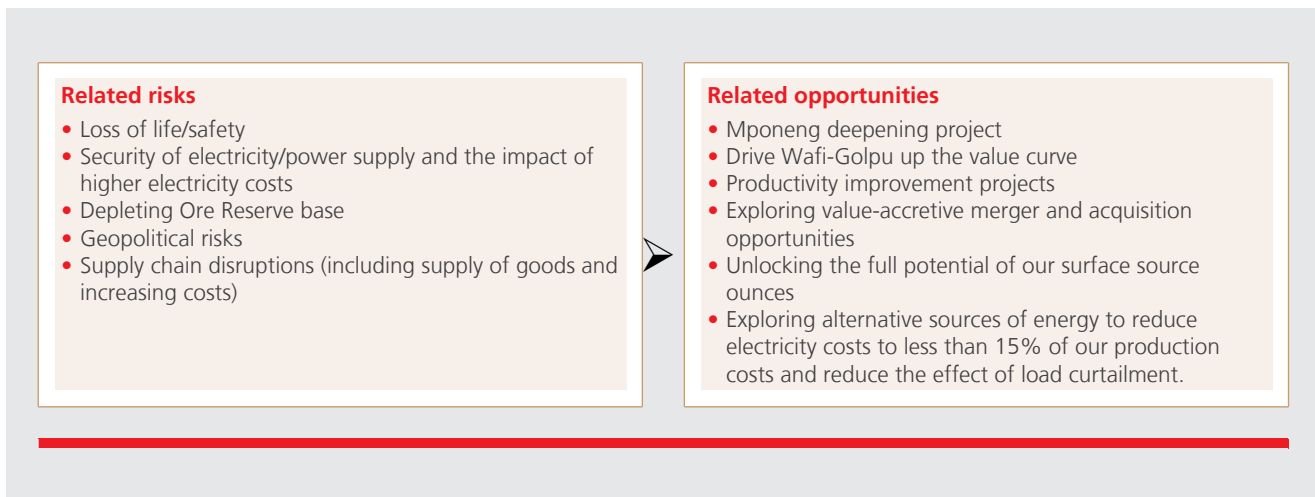 Related risks
• Loss of life/safety
• Security of electricity/power supply and the impact of
higher electricity costs
• Depleting Ore Reserve base
• Geopolitical risks
• Supply chain disruptions (including supply of goods and
increasing costs)
Related opportunities
• Mponeng deepening project
• Drive Wafi-Golpu up the value curve
• Productivity improvement projects
• Exploring value-accretive merger and acquisition
opportunities
• Unlocking the full potential of our surface source
ounces
• Exploring alternative sources of energy to reduce
electricity costs to less than 15% of our production
costs and reduce the effect of load curtailment.